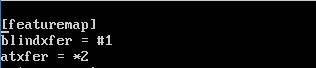 [featuremap]
blindxfer = #1
atxfer = *2